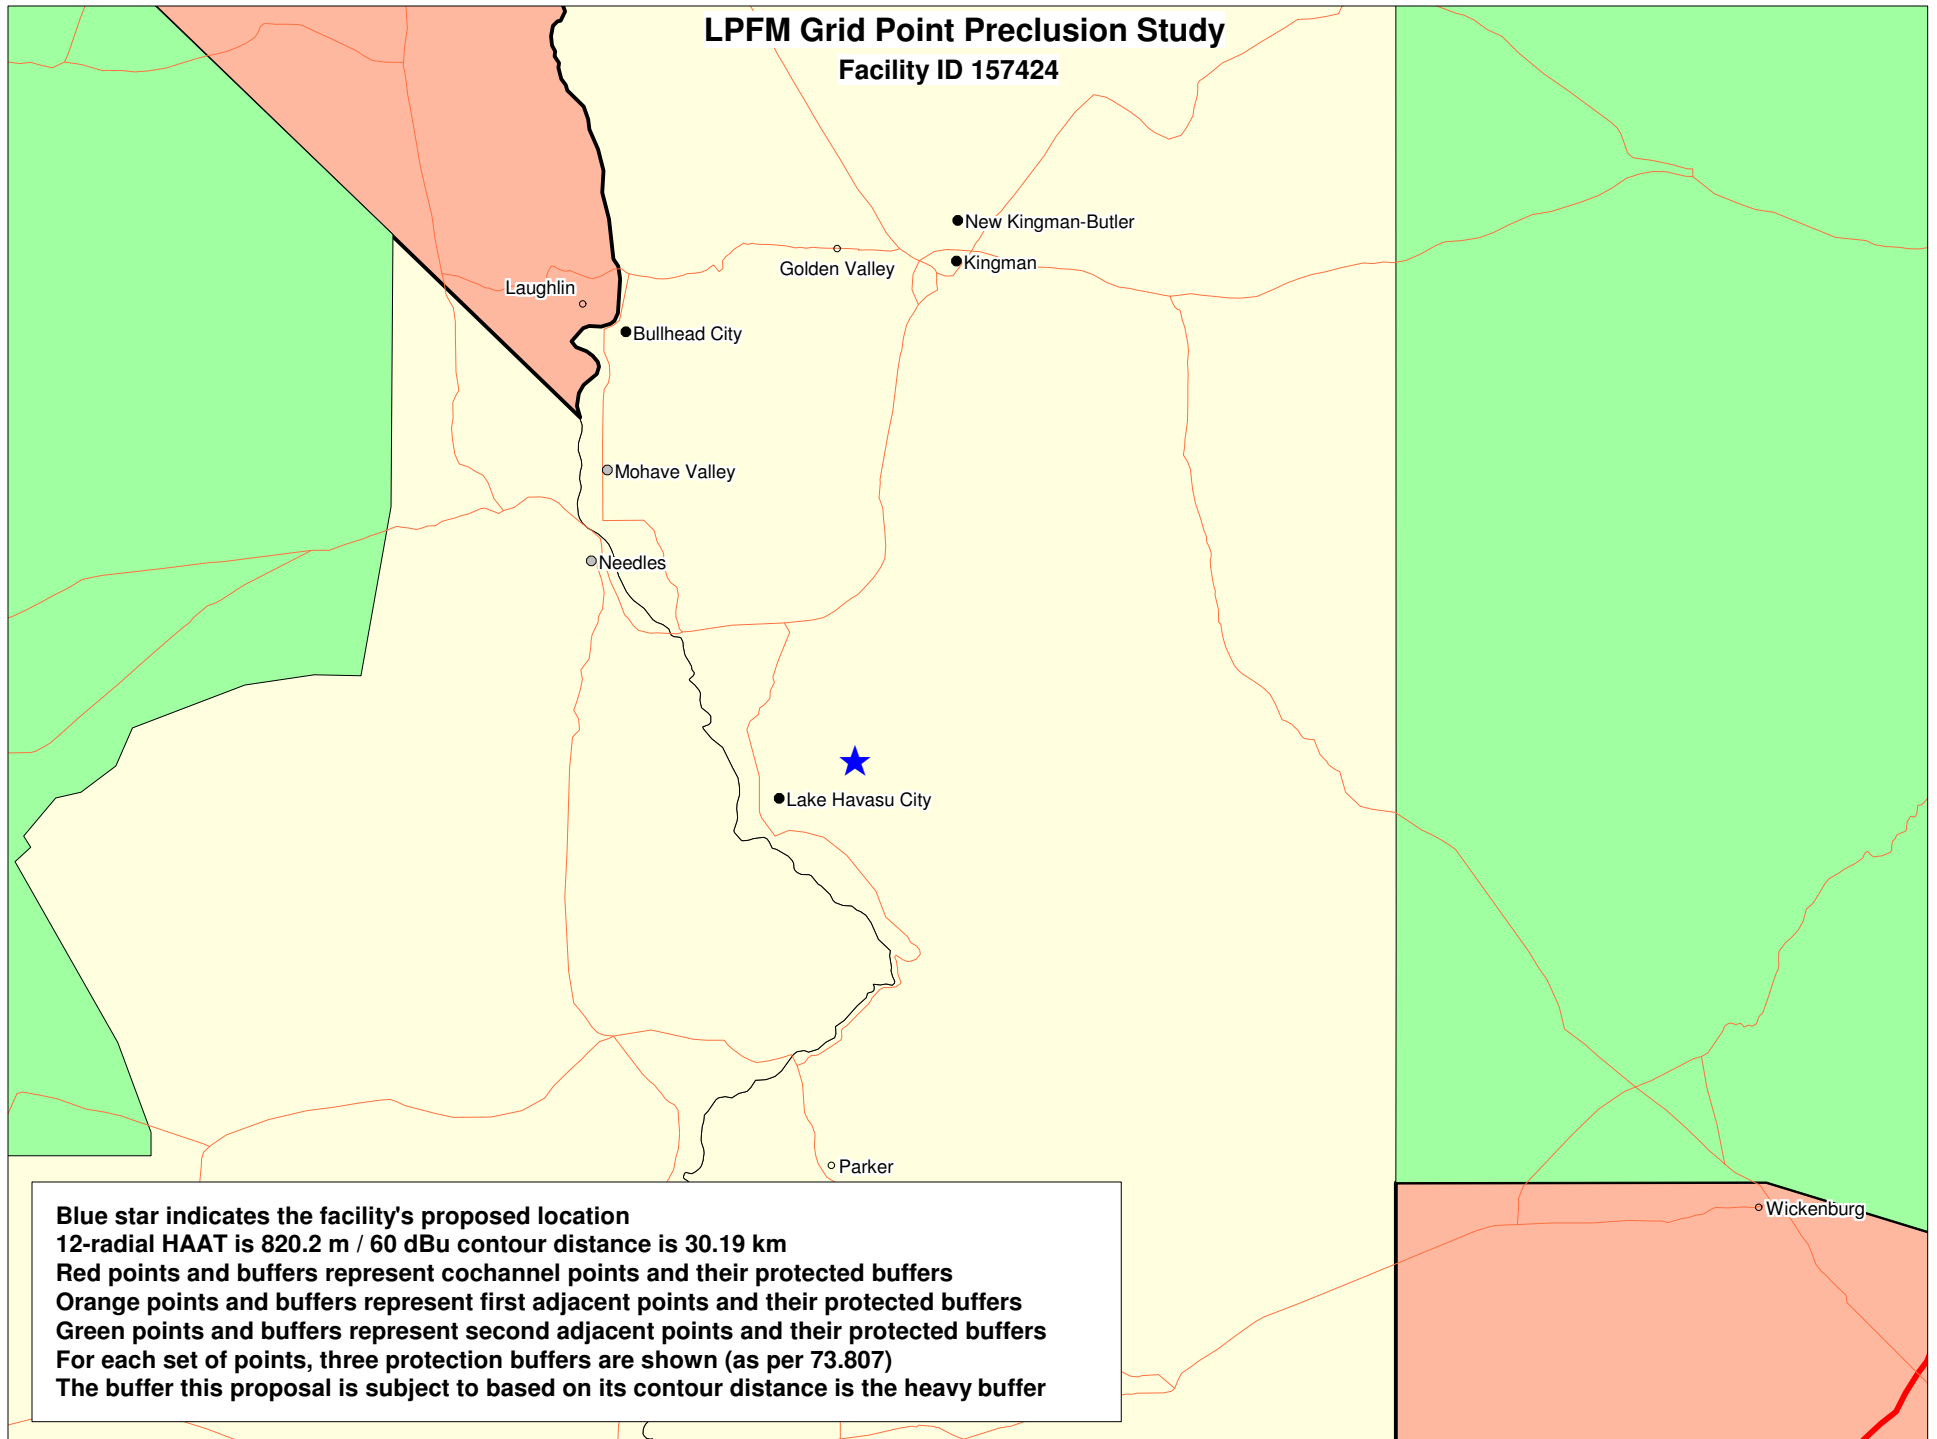 LPFM Grid Point Preclusion Study
Facility ID 157424
New Kingman-Butler
Kingman
Golden Valley
Laughlin
Bullhead City
Mohave Valley
Needles
Lake Havasu City
Parker
Wickenburg
Blue star indicates the facility's proposed location
12-radial HAAT is 820.2 m / 60 dBu contour distance is 30.19 km
Red points and buffers represent cochannel points and their protected buffers
Orange points and buffers represent first adjacent points and their protected buffers
Green points and buffers represent second adjacent points and their protected buffers
For each set of points, three protection buffers are shown (as per 73.807)
The buffer this proposal is subject to based on its contour distance is the heavy buffer